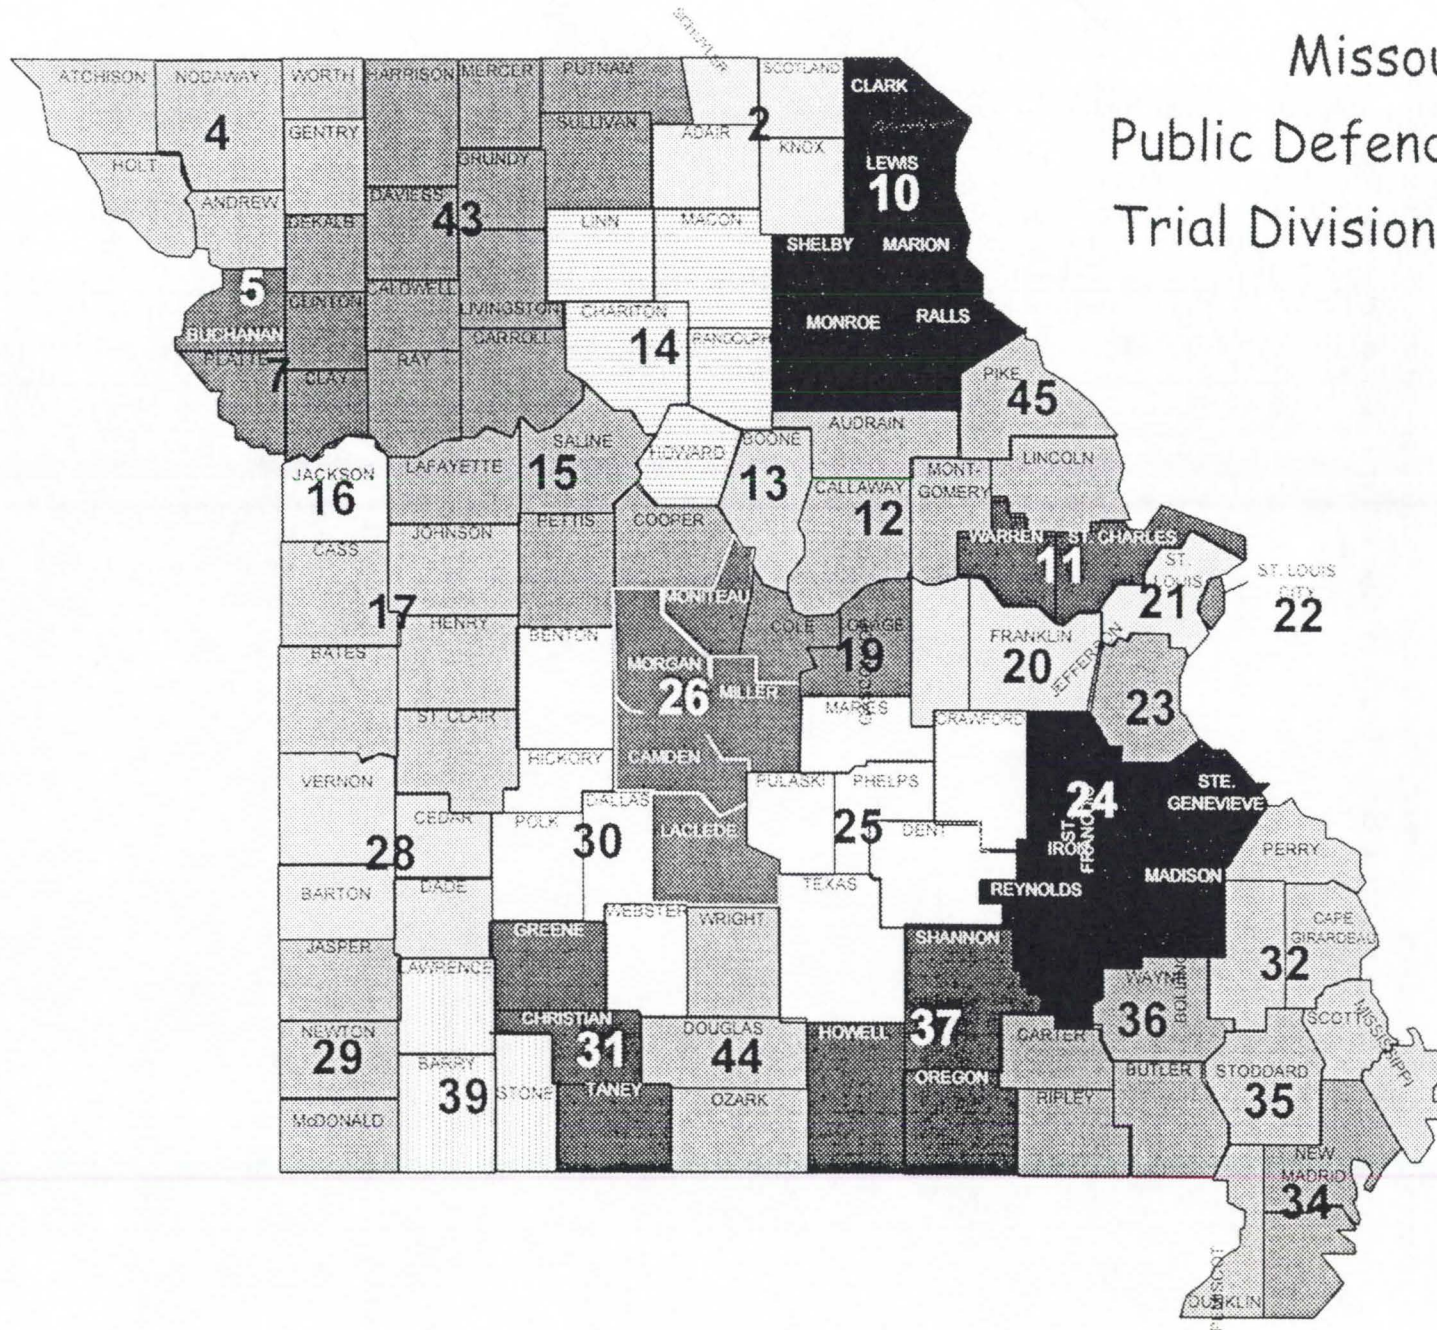 Missou
Public Defend
Trial Division
SCHUYLER
ATCHISON NODAWAY WORTH HARRISON MERCER PUTNAM SCOTLAND CLARK
4 GENTRY SULLIVAN ADAIR 2 KNOX
HOLT GRUNDY LEWIS
ANDREW DAVIESS 43 10
DEKALB LINN MACON SHELBY MARION
5 CLINTON CALDWELL LIVINGSTON CHARITON MONROE RALLS
BUCHANAN CARROLL 14 RANDOLPH
PLATTE 7 CLAY RAY PIKE 45
SALINE BOONE AUDRAIN
JACKSON LAFAYETTE 15 HOWARD 13 MONT- LINCOLN
16 CALLAWAY GOMERY
PETTIS COOPER 12
CASS JOHNSON WARREN ST. CHARLES
11 ST. LOUIS ST. LOUIS CITY
17 MONITEAU 21 22
HENRY BENTON COLE OSAGE FRANKLIN JEFFERSON
BATES MORGAN 19 20
26 MILLER MARIES 23
ST. CLAIR CRAWFORD
HICKORY CAMDEN
VERNON PULASKI PHELPS 24 STE. GENEVIEVE
CEDAR DALLAS LACLEDE 25 DENT ST FRANCOIS
28 POLK 30 IRON PERRY
BARTON DADE TEXAS REYNOLDS MADISON
WEBSTER WRIGHT CAPE GIRARDEAU
JASPER GREENE SHANNON 32
LAWRENCE WAYNE BOLLINGER
NEWTON CHRISTIAN DOUGLAS HOWELL 37 CARTER 36 SCOTT MISSISSIPPI
29 BARRY 31 44 OREGON BUTLER STODDARD
39 STONE TANEY OZARK RIPLEY 35
McDONALD
NEW MADRID
34
PEMISCOT
DUNKLIN